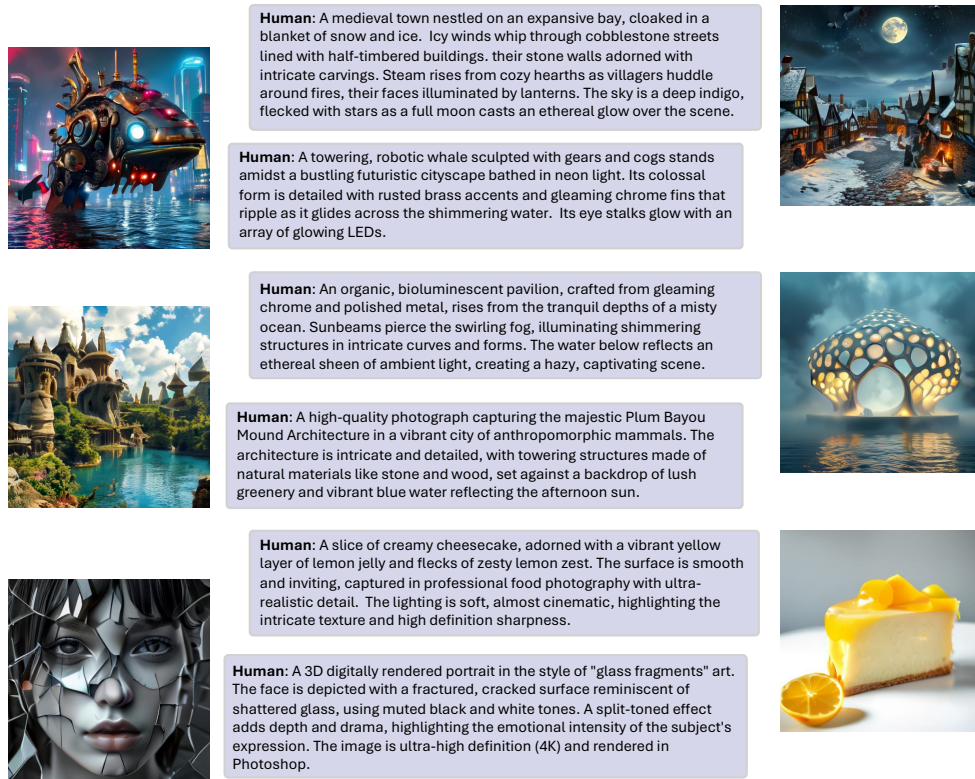 Human: A medieval town nestled on an expansive bay, cloaked in a
blanket of snow and ice.  Icy winds whip through cobblestone streets
lined with half-timbered buildings. their stone walls adorned with
intricate carvings. Steam rises from cozy hearths as villagers huddle
around fires, their faces illuminated by lanterns. The sky is a deep indigo,
flecked with stars as a full moon casts an ethereal glow over the scene.
Human: A towering, robotic whale sculpted with gears and cogs stands
amidst a bustling futuristic cityscape bathed in neon light. Its colossal
form is detailed with rusted brass accents and gleaming chrome fins that
ripple as it glides across the shimmering water.  Its eye stalks glow with an
array of glowing LEDs.
Human: An organic, bioluminescent pavilion, crafted from gleaming
chrome and polished metal, rises from the tranquil depths of a misty
ocean. Sunbeams pierce the swirling fog, illuminating shimmering
structures in intricate curves and forms. The water below reflects an
ethereal sheen of ambient light, creating a hazy, captivating scene.
Human: A high-quality photograph capturing the majestic Plum Bayou
Mound Architecture in a vibrant city of anthropomorphic mammals. The
architecture is intricate and detailed, with towering structures made of
natural materials like stone and wood, set against a backdrop of lush
greenery and vibrant blue water reflecting the afternoon sun.
Human: A slice of creamy cheesecake, adorned with a vibrant yellow
layer of lemon jelly and flecks of zesty lemon zest. The surface is smooth
and inviting, captured in professional food photography with ultra-
realistic detail.  The lighting is soft, almost cinematic, highlighting the
intricate texture and high definition sharpness.
Human: A 3D digitally rendered portrait in the style of "glass fragments" art.
The face is depicted with a fractured, cracked surface reminiscent of
shattered glass, using muted black and white tones. A split-toned effect
adds depth and drama, highlighting the emotional intensity of the subject's
expression. The image is ultra-high definition (4K) and rendered in
Photoshop.